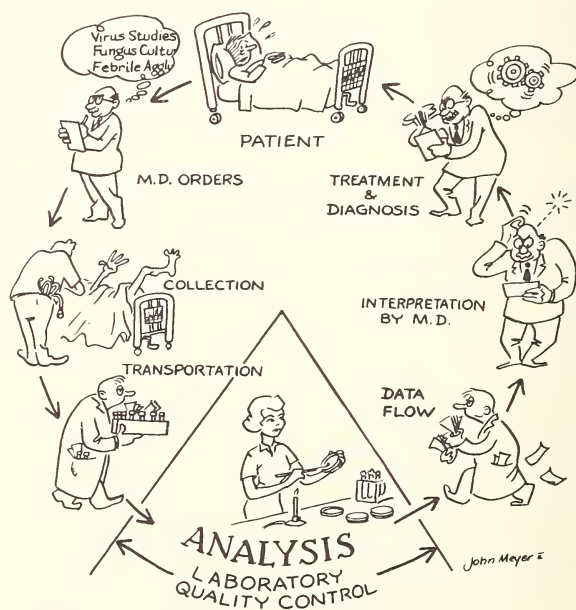 Virus Studies
Fungus Cultu
Febrile Agglu
PATIENT
M.D. ORDERS
TREATMENT
&
DIAGNOSIS
COLLECTION
INTERPRETATION
BY M.D.
TRANSPORTATION
DATA
FLOW
ANALYSIS
LABORATORY
QUALITY CONTROL
John Meyer II